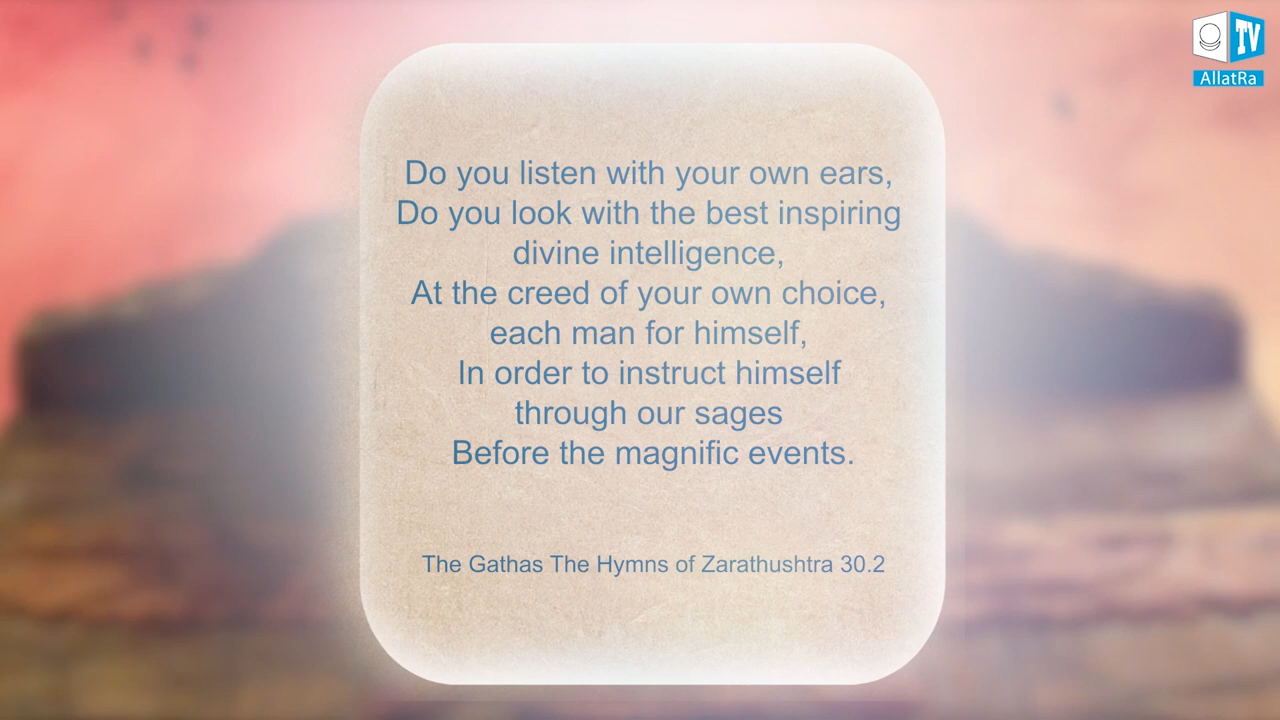 TV
AllatRa
Do you listen with your own ears,
Do you look with the best inspiring
divine intelligence,
At the creed of your own choice,
each man for himself,
In order to instruct himself
through our sages
Before the magnific events.
The Gathas The Hymns of Zarathushtra 30.2